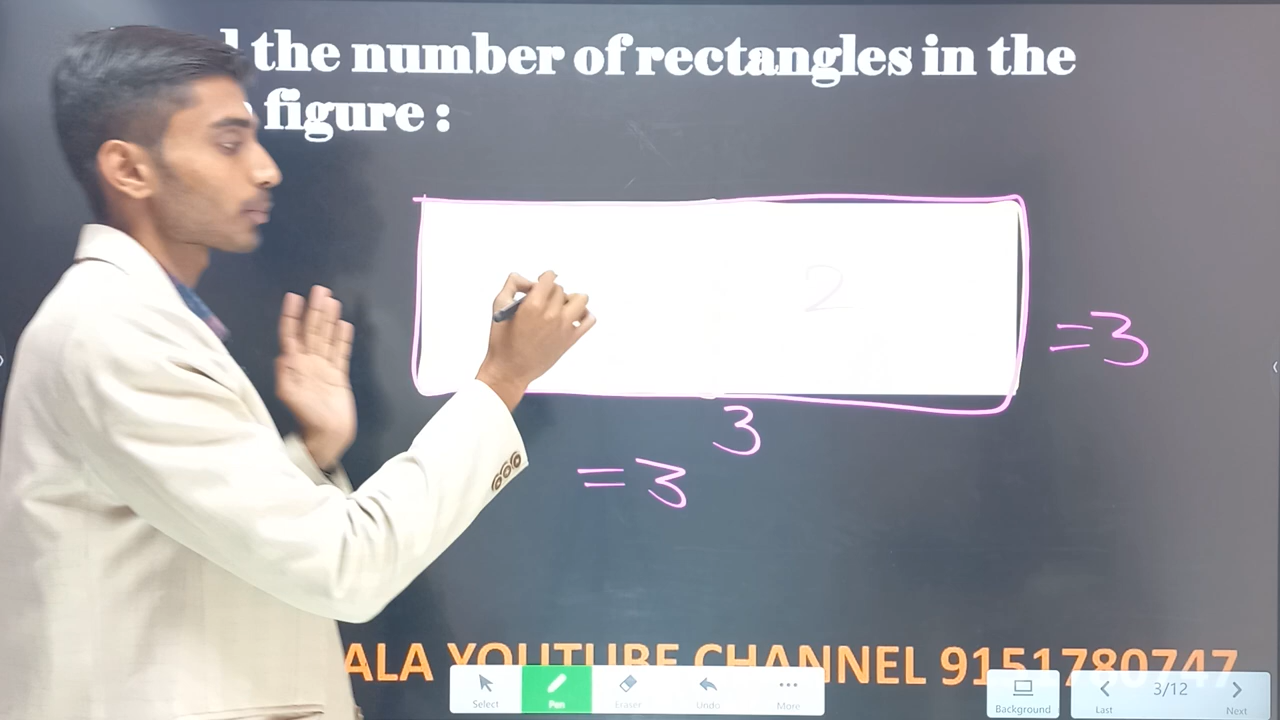 the number of rectangles in the
figure :
2
= 3
3
= 3
ALA YOUTUBE CHANNEL 9151780747
Select Pen Eraser Undo More
Background Last 3/12 Next